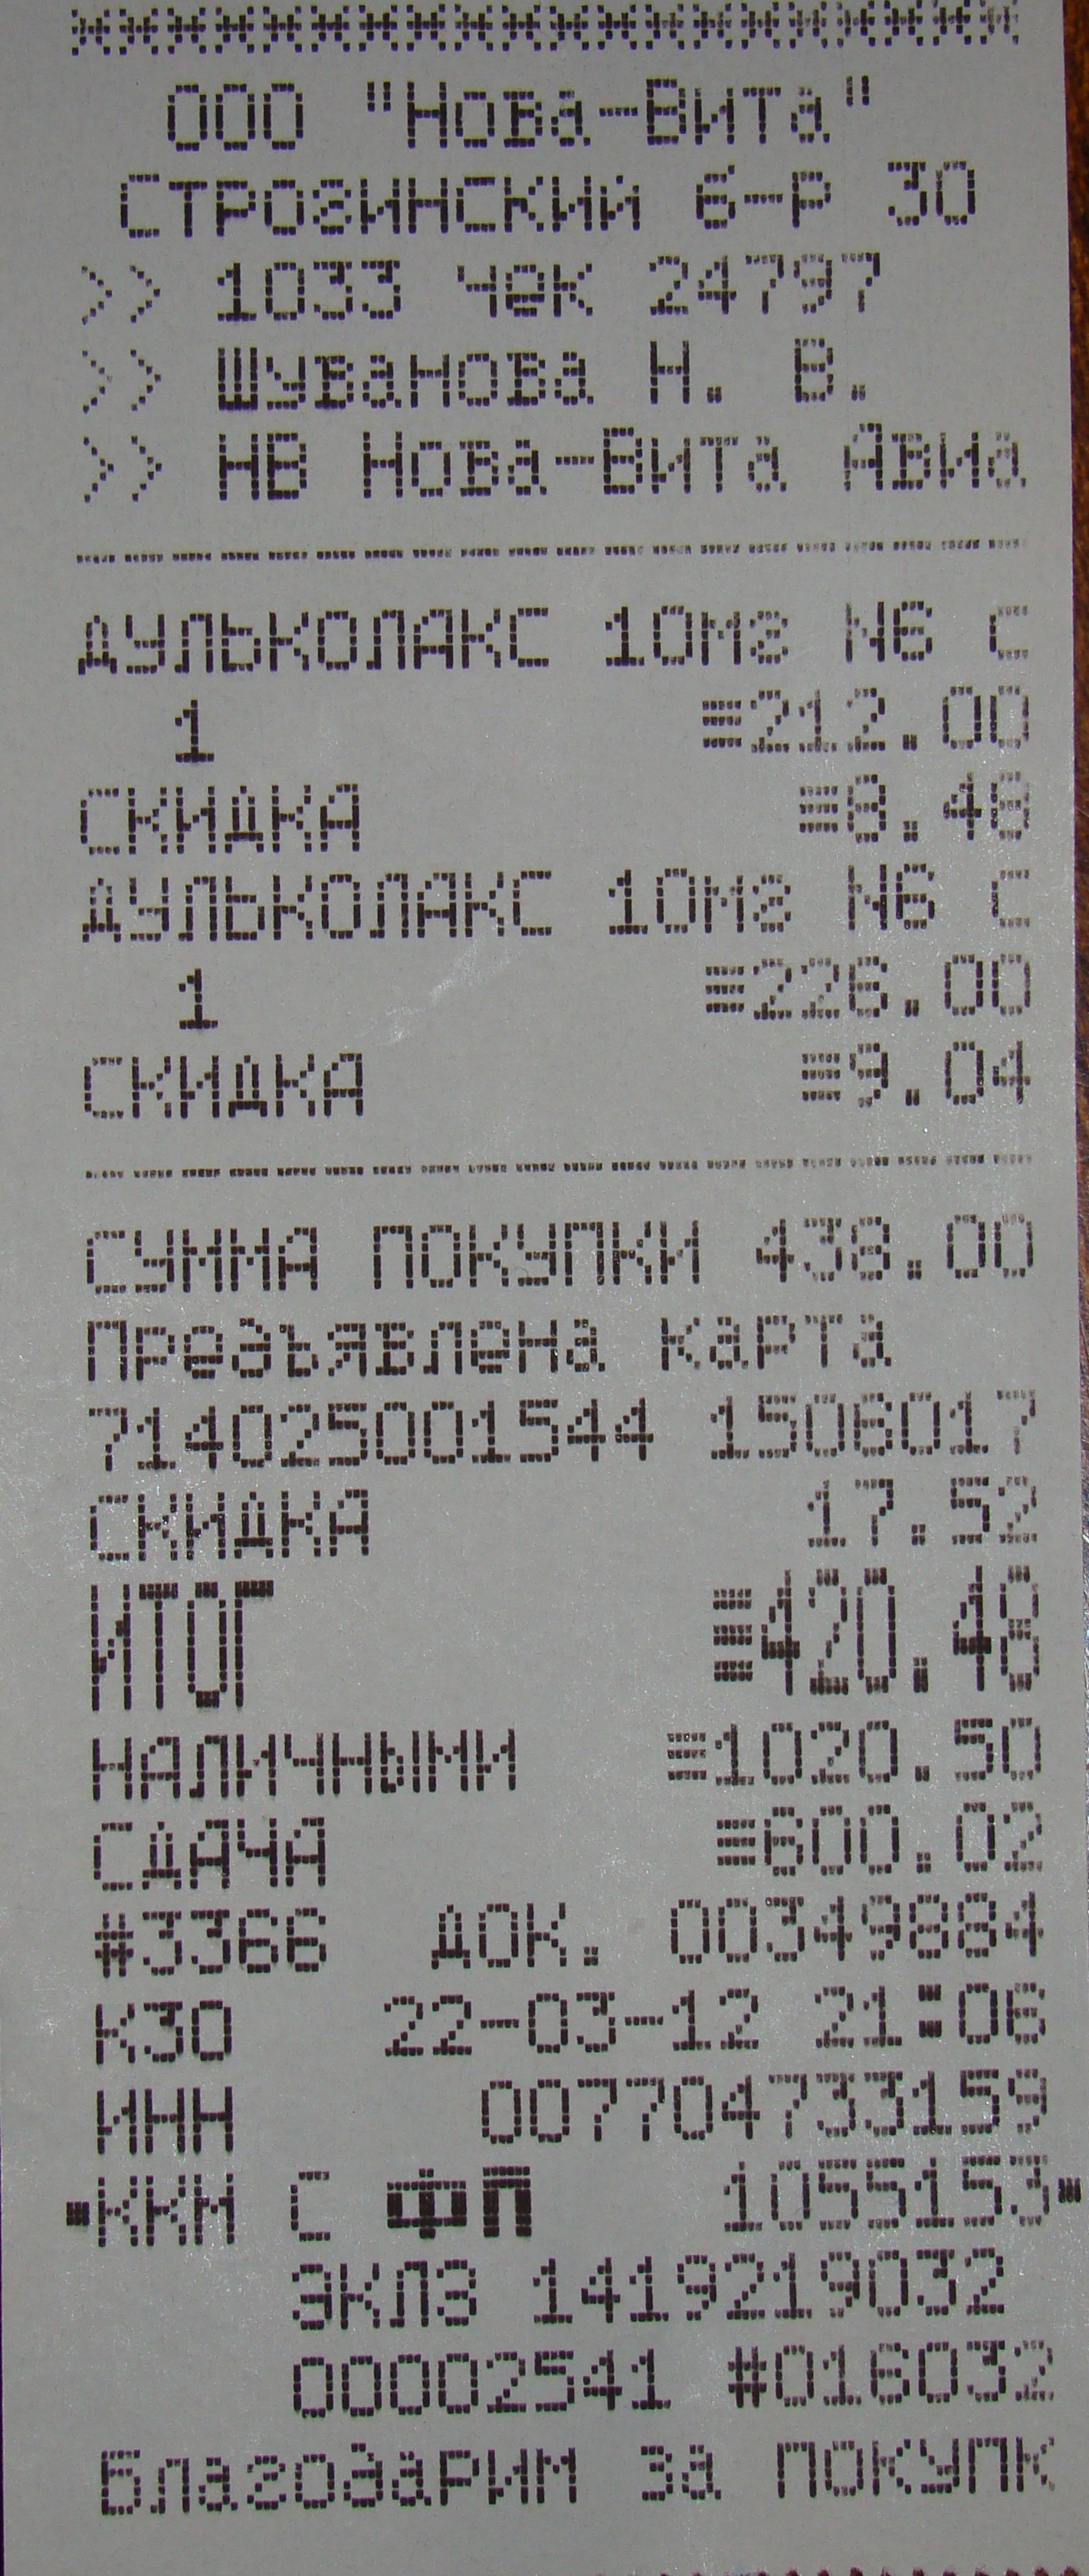 ************************
ООО "Нова-Вита"
СТРОгИНСКИй б-Р 30
>> 1033 Чек 24797
>> Шуванова Н. В.
>> НВ Нова-Вита Авиа
ДУЛЬКОЛАКС 10Мг N6 С
1 ≡212.00
СКИДКА ≡8.48
ДУЛЬКОЛАКС 10Мг N6 С
1 ≡226.00
СКИДКА ≡9.04
СУММА ПОКУПКИ 438.00
Предъявлена карта
714025001544 1506017
СКИДКА 17.52
ИТОГ ≡420.48
НАЛИЧНЫМИ ≡1020.50
СДАЧА ≡600.02
#3366 ДОК. 00349884
К30 22-03-12 21:06
ИНН 007704733159
ККМ С ФП 1055153
ЭКЛЗ 1419219032
00002541 #016032
Благодарим за ПОКУПК